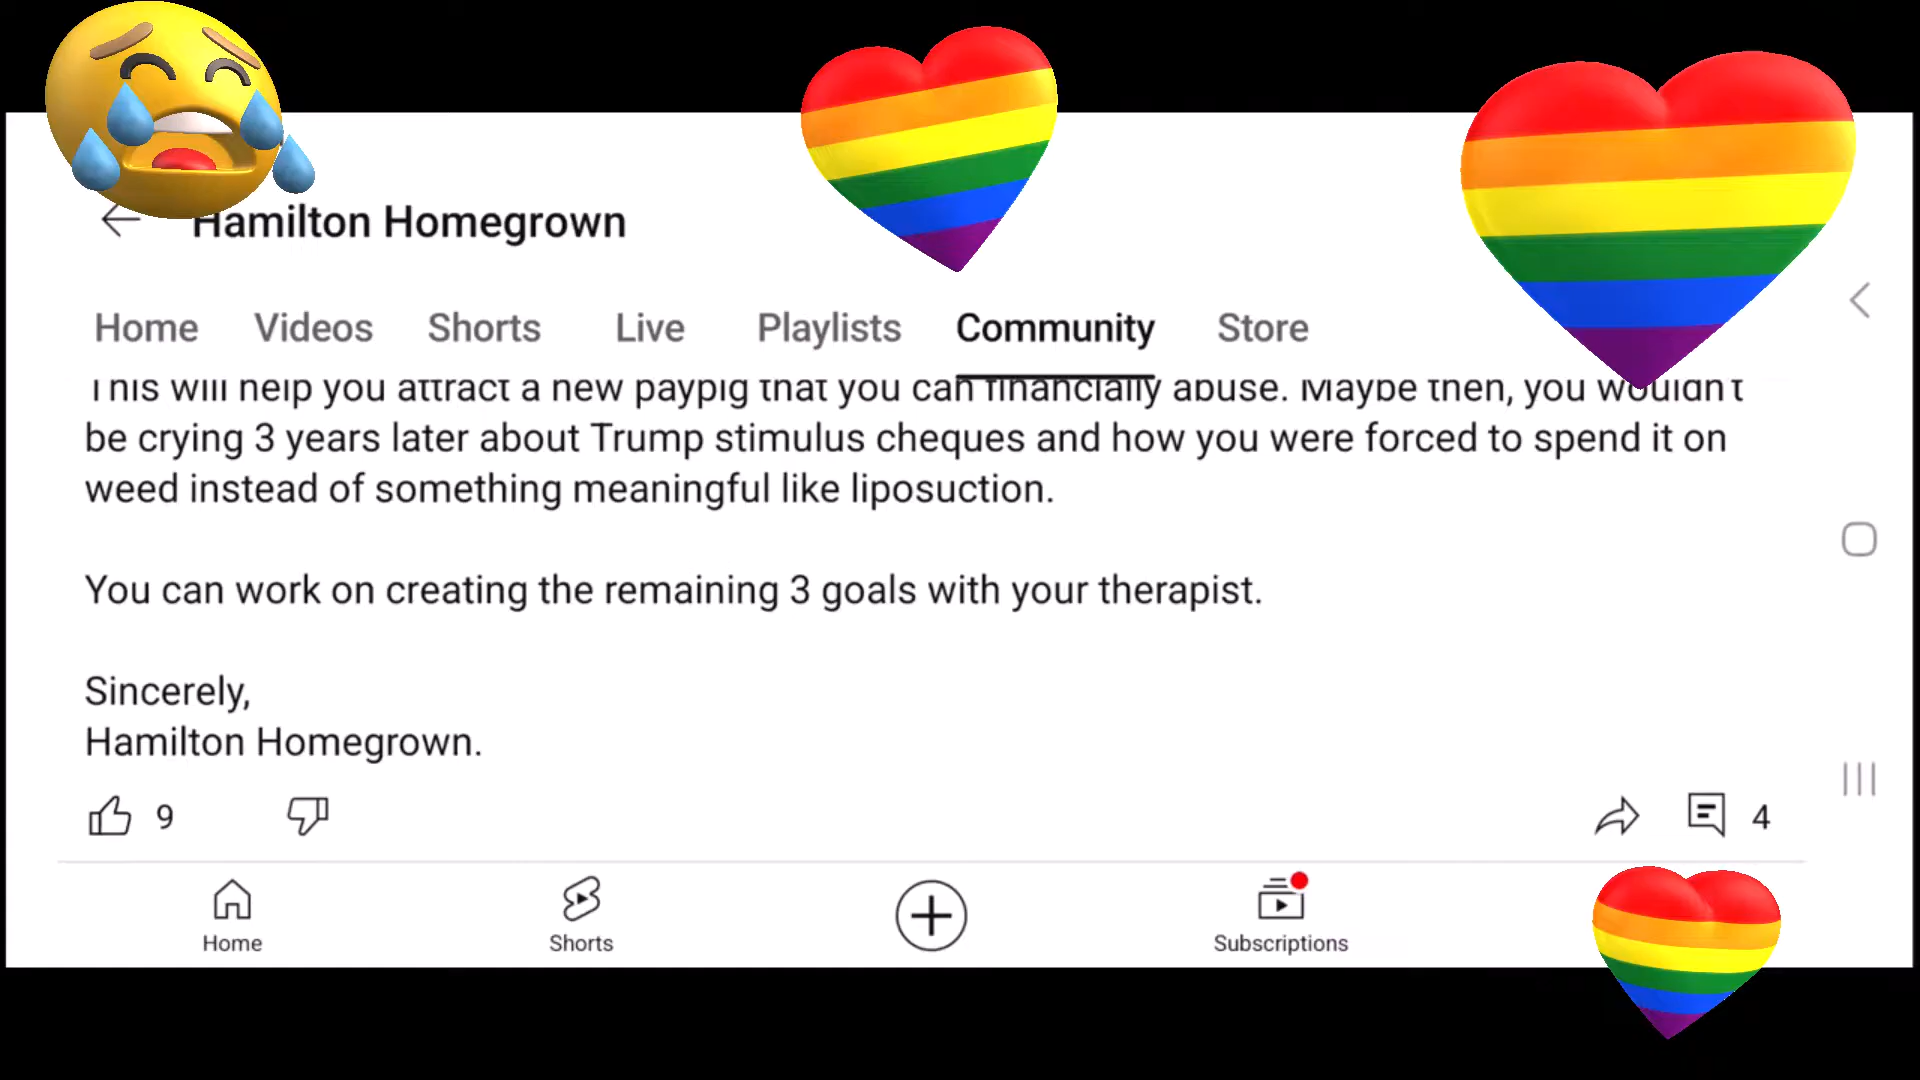 Hamilton Homegrown
Home Videos Shorts Live Playlists Community Store
This will help you attract a new paypig that you can financially abuse. Maybe then, you wouldn't
be crying 3 years later about Trump stimulus cheques and how you were forced to spend it on
weed instead of something meaningful like liposuction.
You can work on creating the remaining 3 goals with your therapist.
Sincerely,
Hamilton Homegrown.
9 4
Home Shorts Subscriptions